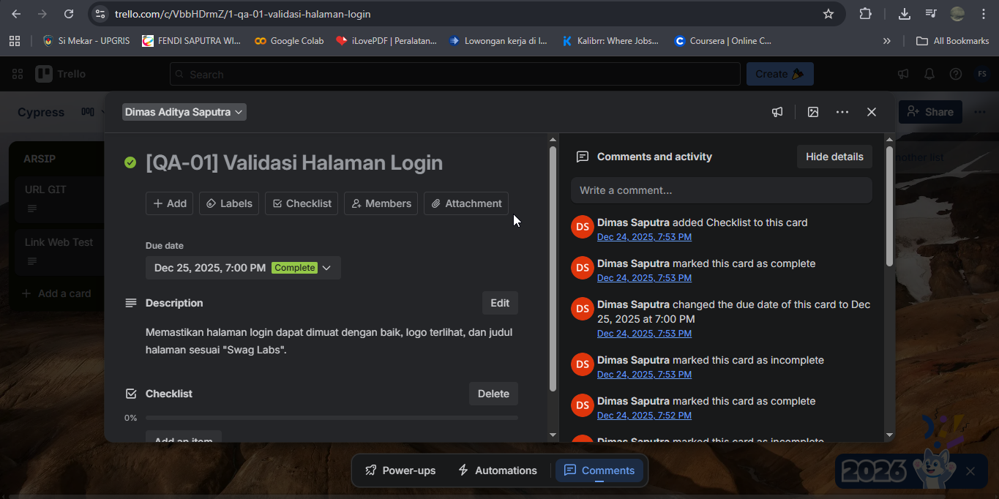 trello.com/c/VbbHDrmZ/1-qa-01-validasi-halaman-login
Si Mekar - UPGRIS
FENDI SAPUTRA WI...
Google Colab
iLovePDF | Peralatan...
Lowongan kerja di I...
Kalibrr: Where Jobs...
Coursera | Online C...
All Bookmarks
Trello
Search
Create
FS
Cypress
Dimas Aditya Saputra
Share
ARSIP
URL GIT
Link Web Test
Add a card
nother list
[QA-01] Validasi Halaman Login
Add
Labels
Checklist
Members
Attachment
Due date
Dec 25, 2025, 7:00 PM Complete
Description
Edit
Memastikan halaman login dapat dimuat dengan baik, logo terlihat, dan judul
halaman sesuai "Swag Labs".
Checklist
Delete
0%
Add an item
Comments and activity
Hide details
Write a comment...
DS
Dimas Saputra added Checklist to this card
Dec 24, 2025, 7:53 PM
DS
Dimas Saputra marked this card as complete
Dec 24, 2025, 7:53 PM
DS
Dimas Saputra changed the due date of this card to Dec
25, 2025 at 7:00 PM
Dec 24, 2025, 7:53 PM
DS
Dimas Saputra marked this card as incomplete
Dec 24, 2025, 7:53 PM
DS
Dimas Saputra marked this card as complete
Dec 24, 2025, 7:52 PM
Dimas Saputra marked this card as incomplete
Power-ups
Automations
Comments
2026